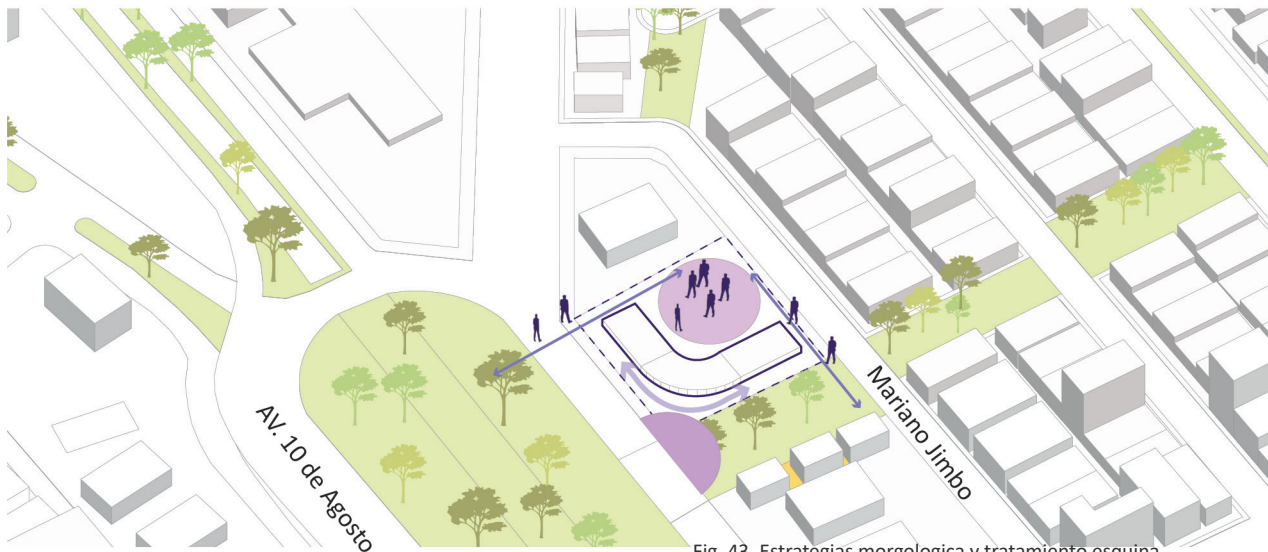 Mariano Jimbo
AV. 10 de Agosto
Fig. 43. Estrategias morgologica y tratamiento esquina